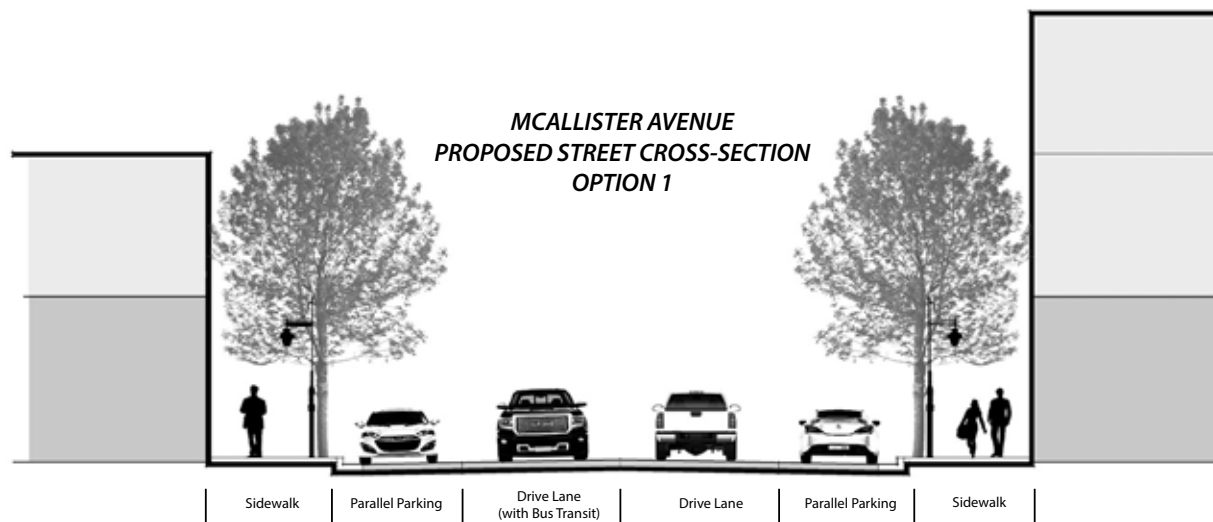 MCALLISTER AVENUE
PROPOSED STREET CROSS-SECTION
OPTION 1
Sidewalk
Parallel Parking
Drive Lane
(with Bus Transit)
Drive Lane
Parallel Parking
Sidewalk